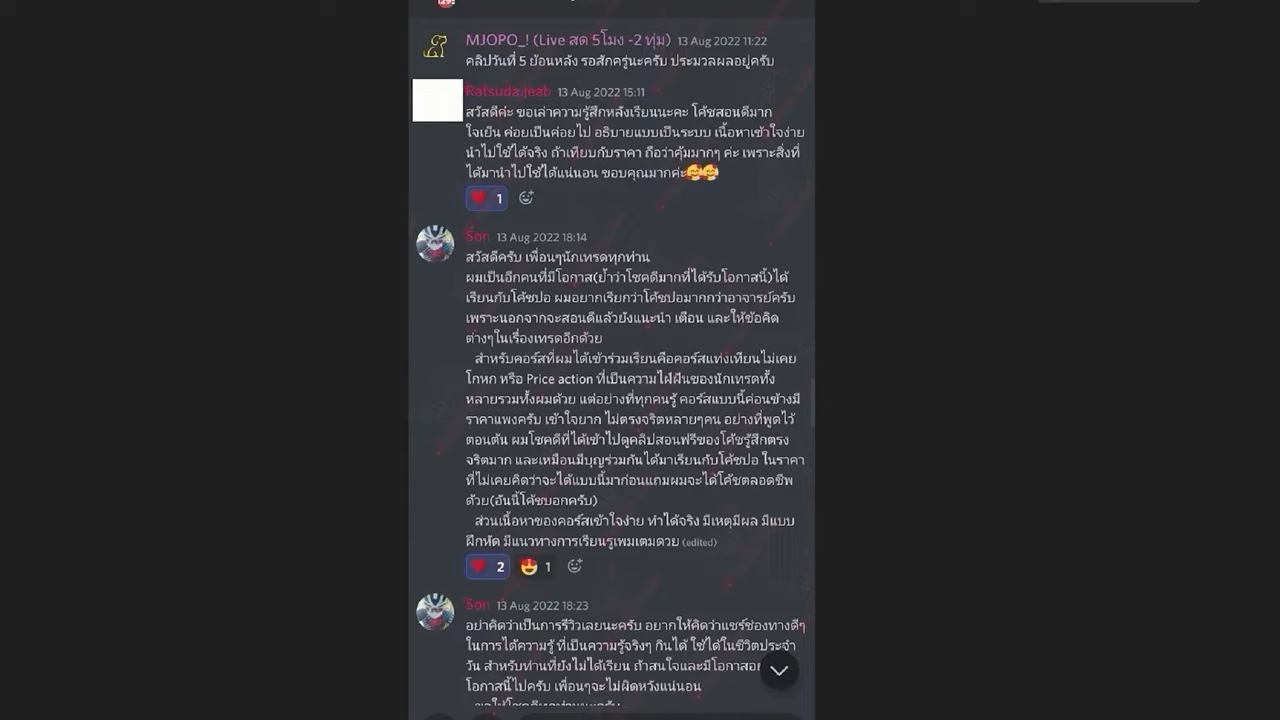 MJOPO_! (Live สด 5โมง -2 ทุ่ม) 13 Aug 2022 11:22
คลิปวันที่ 5 ย้อนหลัง รอสักครู่นะครับ ประมวลผลอยู่ครับ
Ratsuda.jeab 13 Aug 2022 15:11
สวัสดีค่ะ ขอเล่าความรู้สึกหลังเรียนนะคะ โค้ชสอนดีมาก
ใจเย็น ค่อยเป็นค่อยไป อธิบายแบบเป็นระบบ เนื้อหาเข้าใจง่าย
นำไปใช้ได้จริง ถ้าเทียบกับราคา ถือว่าคุ้มมากๆ ค่ะ เพราะสิ่งที่
ได้มานำไปใช้ได้แน่นอน ขอบคุณมากค่ะ🥰🥰
❤️ 1
Son 13 Aug 2022 18:14
สวัสดีครับ เพื่อนๆนักเทรดทุกท่าน
ผมเป็นอีกคนที่มีโอกาส(ย้ำว่าโชคดีมากที่ได้รับโอกาสนี้)ได้
เรียนกับโค้ชปอ ผมอยากเรียกว่าโค้ชปอมากกว่าอาจารย์ครับ
เพราะนอกจากจะสอนดีแล้วยังแนะนำ เตือน และให้ข้อคิด
ต่างๆในเรื่องเทรดอีกด้วย
สำหรับคอร์สที่ผมได้เข้าร่วมเรียนคือคอร์สแท่งเทียนไม่เคย
โกหก หรือ Price action ที่เป็นความใฝ่ฝันของนักเทรดทั้ง
หลายรวมทั้งผมด้วย แต่อย่างที่ทุกคนรู้ คอร์สแบบนี้ค่อนข้างมี
ราคาแพงครับ เข้าใจยาก ไม่ตรงจริตหลายๆคน อย่างที่พูดไว้
ตอนต้น ผมโชคดีที่ได้เข้าไปดูคลิปสอนฟรีของโค้ชรู้สึกตรง
จริตมาก และเหมือนมีบุญร่วมกันได้มาเรียนกับโค้ชปอ ในราคา
ที่ไม่เคยคิดว่าจะได้แบบนี้มาก่อนแถมผมจะได้โค้ชตลอดชีพ
ด้วย(อันนี้โค้ชบอกครับ)
ส่วนเนื้อหาของคอร์สเข้าใจง่าย ทำได้จริง มีเหตุมีผล มีแบบ
ฝึกหัด มีแนวทางการเรียนรู้เพิ่มเติมด้วย (edited)
❤️ 2 😍 1
Son 13 Aug 2022 18:23
อย่าคิดว่าเป็นการรีวิวเลยนะครับ อยากให้คิดว่าแชร์ช่องทางดีๆ
ในการได้ความรู้ ที่เป็นความรู้จริงๆ กินได้ ใช้ได้ในชีวิตประจำ
วัน สำหรับท่านที่ยังไม่ได้เรียน ถ้าสนใจและมีโอกาส
โอกาสนี้ไปครับ เพื่อนๆจะไม่ผิดหวังแน่นอน